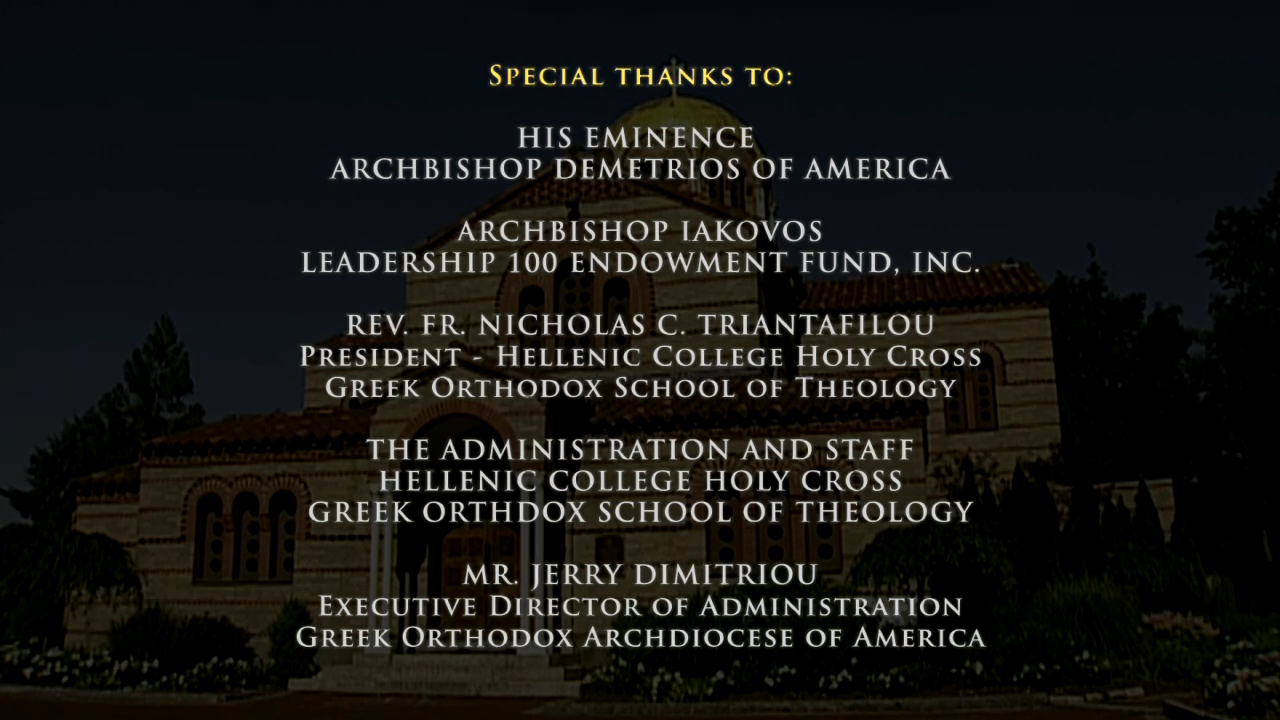 SPECIAL THANKS TO:
HIS EMINENCE
ARCHBISHOP DEMETRIOS OF AMERICA
ARCHBISHOP IAKOVOS
LEADERSHIP 100 ENDOWMENT FUND, INC.
REV. FR. NICHOLAS C. TRIANTAFILOU
PRESIDENT - HELLENIC COLLEGE HOLY CROSS
GREEK ORTHODOX SCHOOL OF THEOLOGY
THE ADMINISTRATION AND STAFF
HELLENIC COLLEGE HOLY CROSS
GREEK ORTHDOX SCHOOL OF THEOLOGY
MR. JERRY DIMITRIOU
EXECUTIVE DIRECTOR OF ADMINISTRATION
GREEK ORTHODOX ARCHDIOCESE OF AMERICA